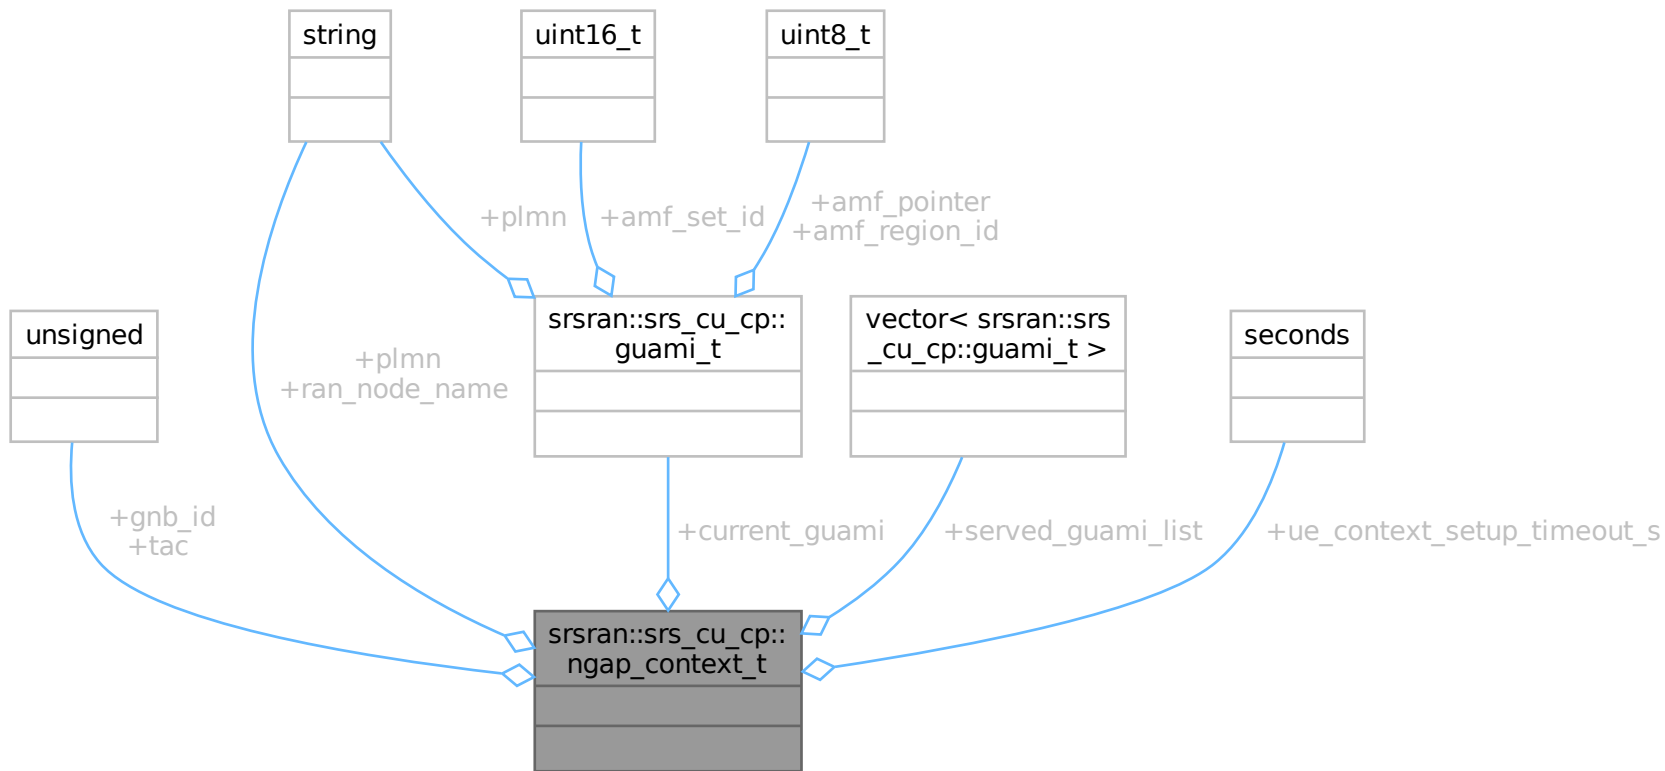 string
uint16_t
uint8_t
+plmn
+amf_set_id
+amf_pointer
+amf_region_id
unsigned
srsran::srs_cu_cp::
guami_t
vector< srsran::srs
_cu_cp::guami_t >
seconds
+plmn
+ran_node_name
+gnb_id
+tac
+current_guami
+served_guami_list
+ue_context_setup_timeout_s
srsran::srs_cu_cp::
ngap_context_t